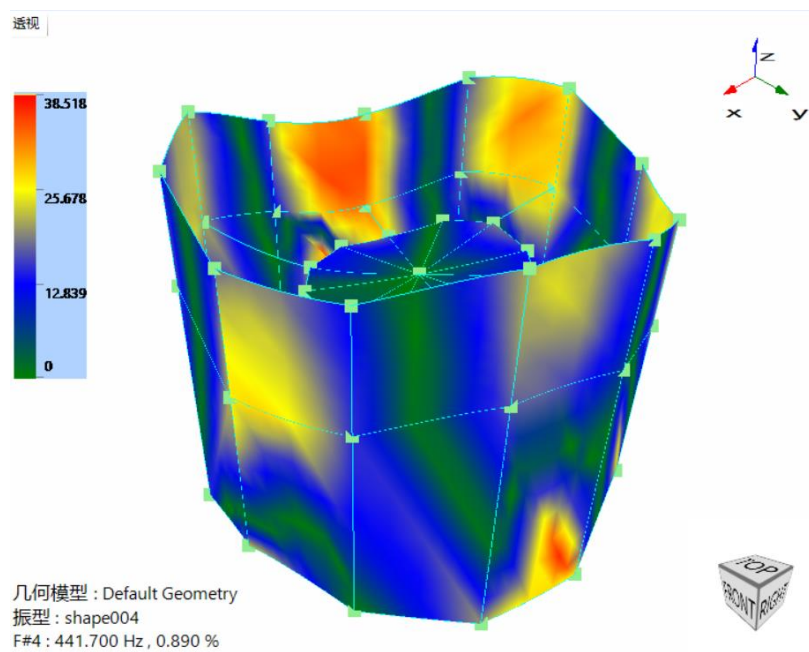 透视
38.518
25.678
12.839
0
Z
x
y
TOP
FRONT
RIGHT
几何模型 : Default Geometry
振型 : shape004
F#4 : 441.700 Hz , 0.890 %